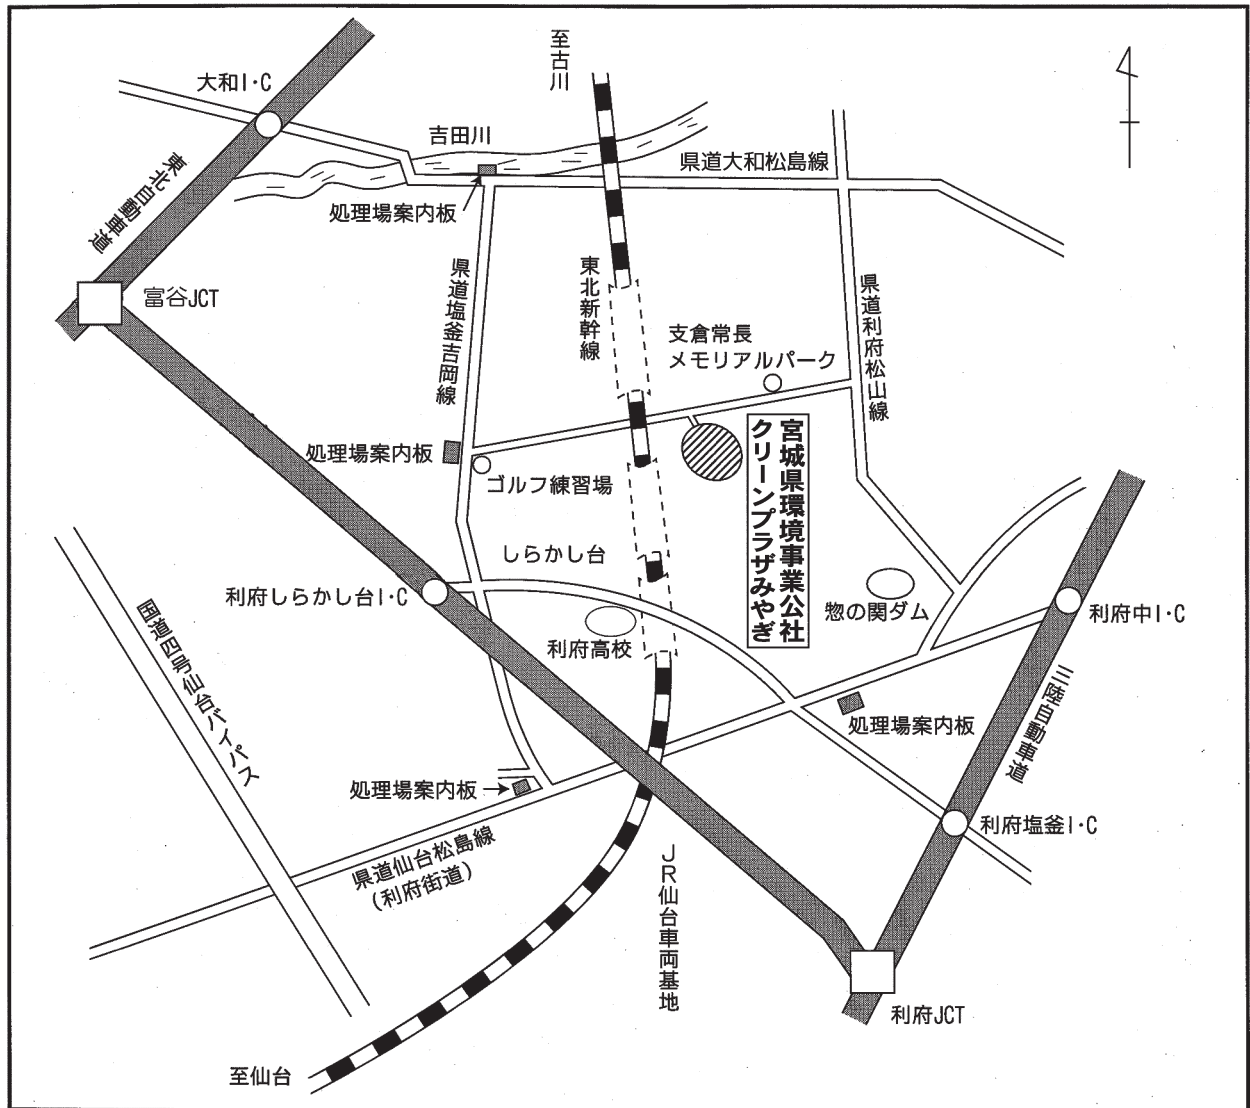 至古川
大和I・C
吉田川
県道大和松島線
処理場案内板
東北自動車道
富谷JCT
県道塩釜吉岡線
東北新幹線
支倉常長
メモリアルパーク
県道利府松山線
処理場案内板
ゴルフ練習場
宮城県環境事業公社
クリーンプラザみやぎ
しらかし台
利府しらかし台I・C
惣の関ダム
利府中I・C
利府高校
国道四号仙台バイパス
三陸自動車道
処理場案内板
処理場案内板
利府塩釜I・C
県道仙台松島線
(利府街道)
JR仙台車両基地
利府JCT
至仙台